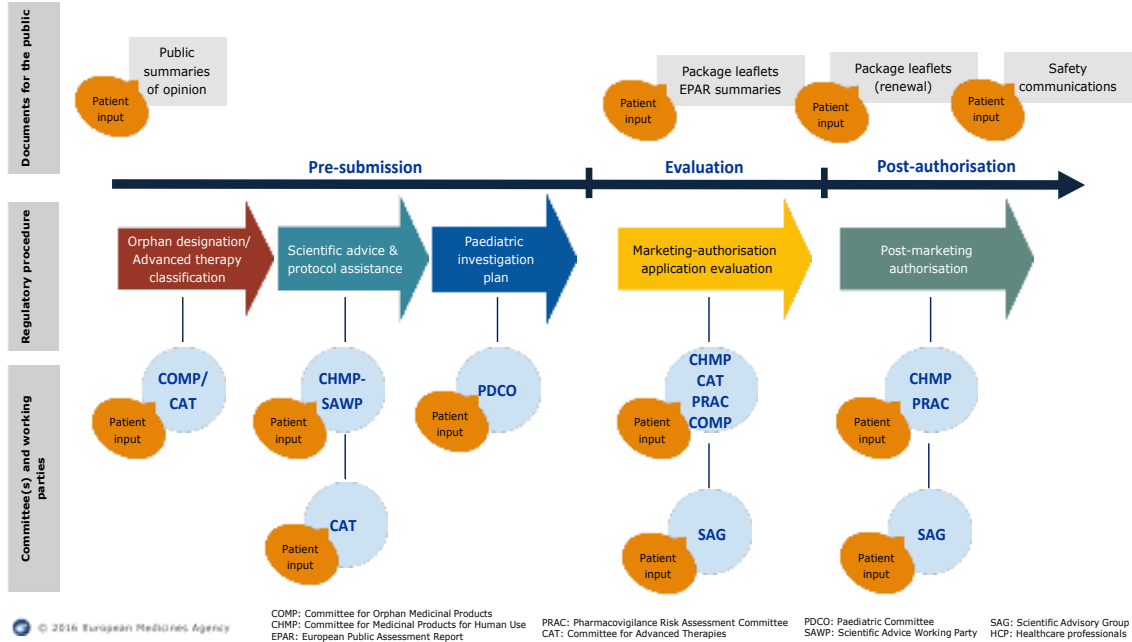 Documents for the public
Public
summaries
of opinion
Patient
input
Package leaflets
EPAR summaries
Patient
input
Package leaflets
(renewal)
Patient
input
Safety
communications
Patient
input
Pre-submission
Evaluation
Post-authorisation
Regulatory procedure
Orphan designation/
Advanced therapy
classification
Scientific advice &
protocol assistance
Paediatric
investigation
plan
Marketing-authorisation
application evaluation
Post-marketing
authorisation
Committee(s) and working
parties
COMP/
CAT
Patient
input
CHMP-
SAWP
Patient
input
PDCO
Patient
input
CHMP
CAT
PRAC
COMP
Patient
input
CHMP
PRAC
Patient
input
CAT
Patient
input
SAG
Patient
input
SAG
Patient
input
© 2016 European Medicines Agency
COMP: Committee for Orphan Medicinal Products
CHMP: Committee for Medicinal Products for Human Use
EPAR: European Public Assessment Report
PRAC: Pharmacovigilance Risk Assessment Committee
CAT: Committee for Advanced Therapies
PDCO: Paediatric Committee
SAWP: Scientific Advice Working Party
SAG: Scientific Advisory Group
HCP: Healthcare professionals